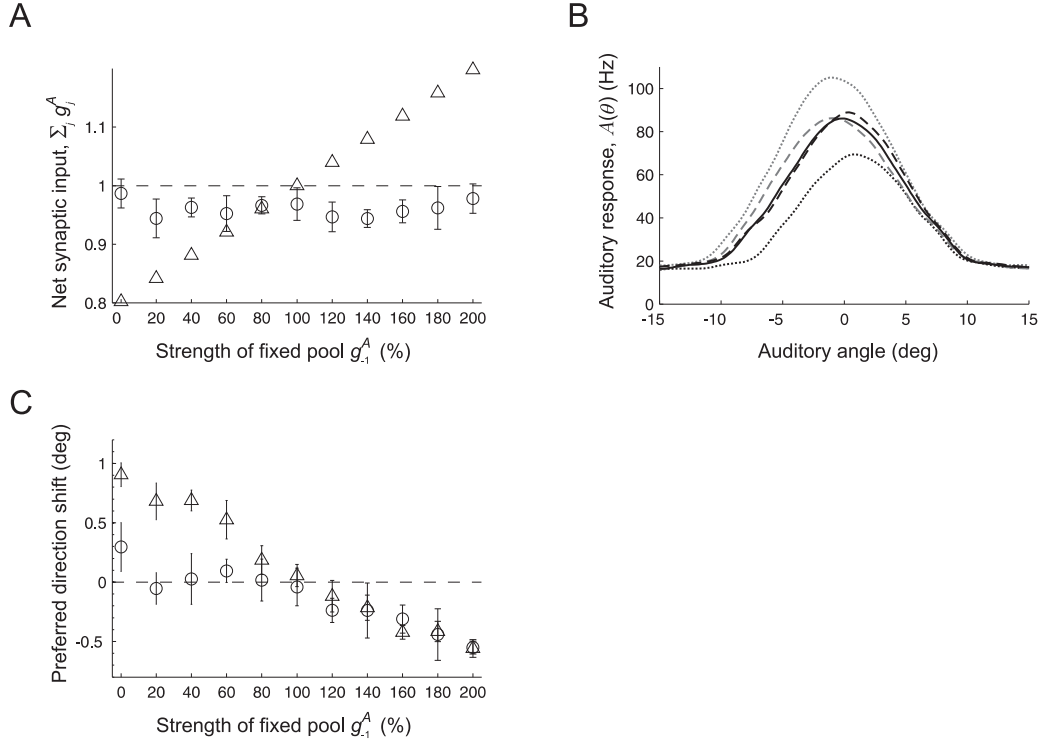 A
Net synaptic input, Σj gjA
1.1
1
0.9
0.8
0 20 40 60 80 100 120 140 160 180 200
Strength of fixed pool g-1A (%)
B
Auditory response, A(θ) (Hz)
100
80
60
40
20
0
-15 -10 -5 0 5 10 15
Auditory angle (deg)
C
Preferred direction shift (deg)
1
0.5
0
-0.5
0 20 40 60 80 100 120 140 160 180 200
Strength of fixed pool g-1A (%)